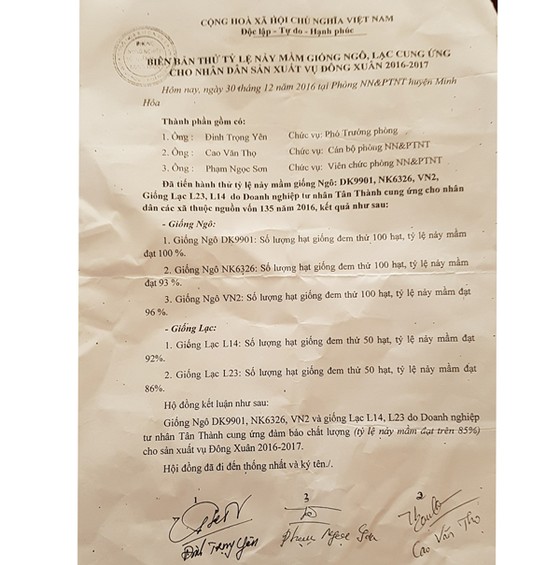 CỘNG HOÀ XÃ HỘI CHỦ NGHĨA VIỆT NAM
Độc lập - Tự do - Hạnh phúc
BIÊN BẢN THỬ TỶ LỆ NẢY MẦM GIỐNG NGÔ, LẠC CUNG ỨNG
CHO NHÂN DÂN SẢN XUẤT VỤ ĐÔNG XUÂN 2016-2017
Hôm nay, ngày 30 tháng 12 năm 2016 tại Phòng NN&PTNT huyện Minh
Hóa
Thành phần gồm có:
1. Ông : Đinh Trọng Yên Chức vụ: Phó Trưởng phòng
2. Ông : Cao Văn Thọ Chức vụ: Cán bộ phòng NN&PTNT
3. Ông : Phạm Ngọc Sơn Chức vụ: Viên chức phòng NN&PTNT
Đã tiến hành thử tỷ lệ nảy mầm giống Ngô: DK9901, NK6326, VN2,
Giống Lạc L23, L14 do Doanh nghiệp tư nhân Tân Thành cung ứng cho nhân
dân các xã thuộc nguồn vốn 135 năm 2016, kết quả như sau:
- Giống Ngô:
1. Giống Ngô DK9901: Số lượng hạt giống đem thử 100 hạt, tỷ lệ nảy mầm
đạt 100 %.
2. Giống Ngô NK6326: Số lượng hạt giống đem thử 100 hạt, tỷ lệ nảy mầm
đạt 93 %.
3. Giống Ngô VN2: Số lượng hạt giống đem thử 100 hạt, tỷ lệ nảy mầm đạt
96 %.
- Giống Lạc:
1. Giống Lạc L14: Số lượng hạt giống đem thử 50 hạt, tỷ lệ nảy mầm đạt
92%.
2. Giống Lạc L23: Số lượng hạt giống đem thử 50 hạt, tỷ lệ nảy mầm đạt
86%.
Hộ đồng kết luận như sau:
Giống Ngô DK9901, NK6326, VN2 và giống Lạc L14, L23 do Doanh nghiệp
tư nhân Tân Thành cung ứng đảm bảo chất lượng (tỷ lệ nảy mầm đạt trên 85%)
cho sản xuất vụ Đông Xuân 2016-2017.
Hội đồng đã đi đến thống nhất và ký tên./.
1 3 2
Đinh Trọng Yên Phạm Ngọc Sơn Cao Văn Thọ